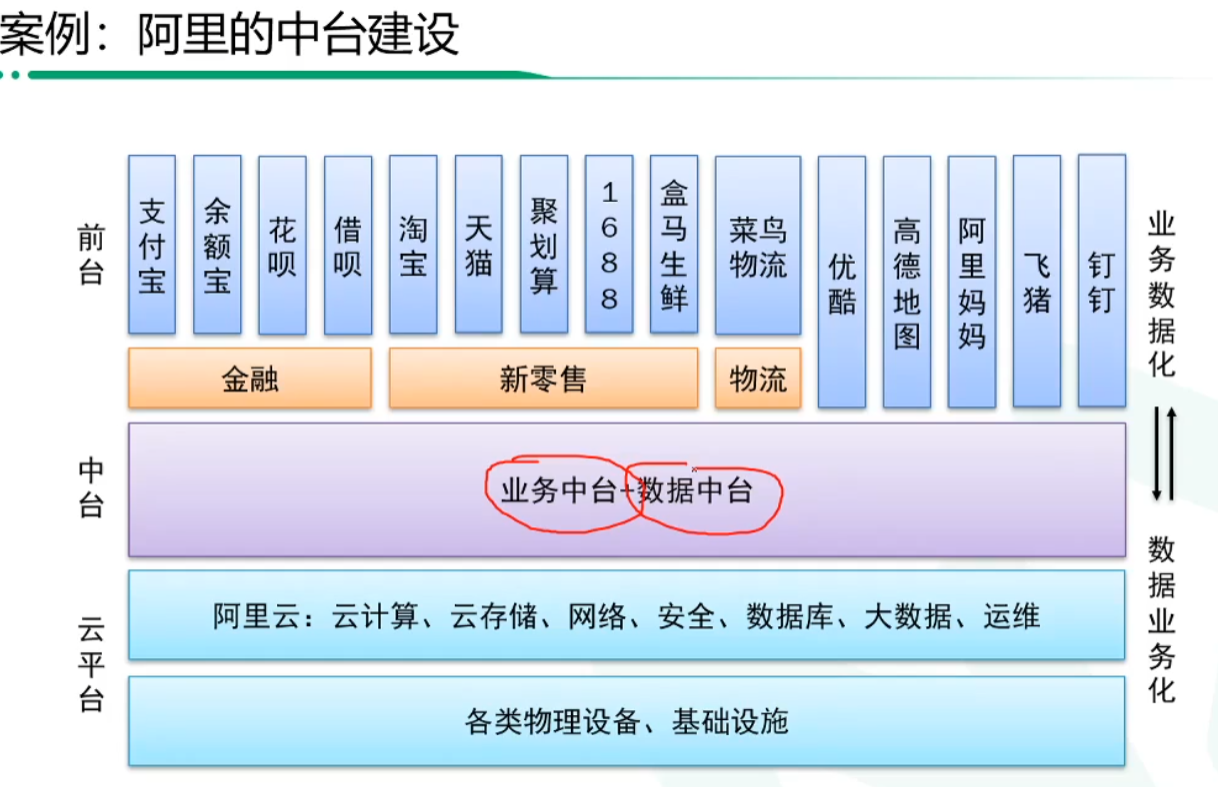 案例：阿里的中台建设
前台
支付宝
余额宝
花呗
借呗
淘宝
天猫
聚划算
1688
盒马生鲜
菜鸟
物流
优酷
高德地图
阿里妈妈
飞猪
钉钉
业务数据化
金融
新零售
物流
中台
业务中台+数据中台
云平台
阿里云：云计算、云存储、网络、安全、数据库、大数据、运维
数据业务化
各类物理设备、基础设施